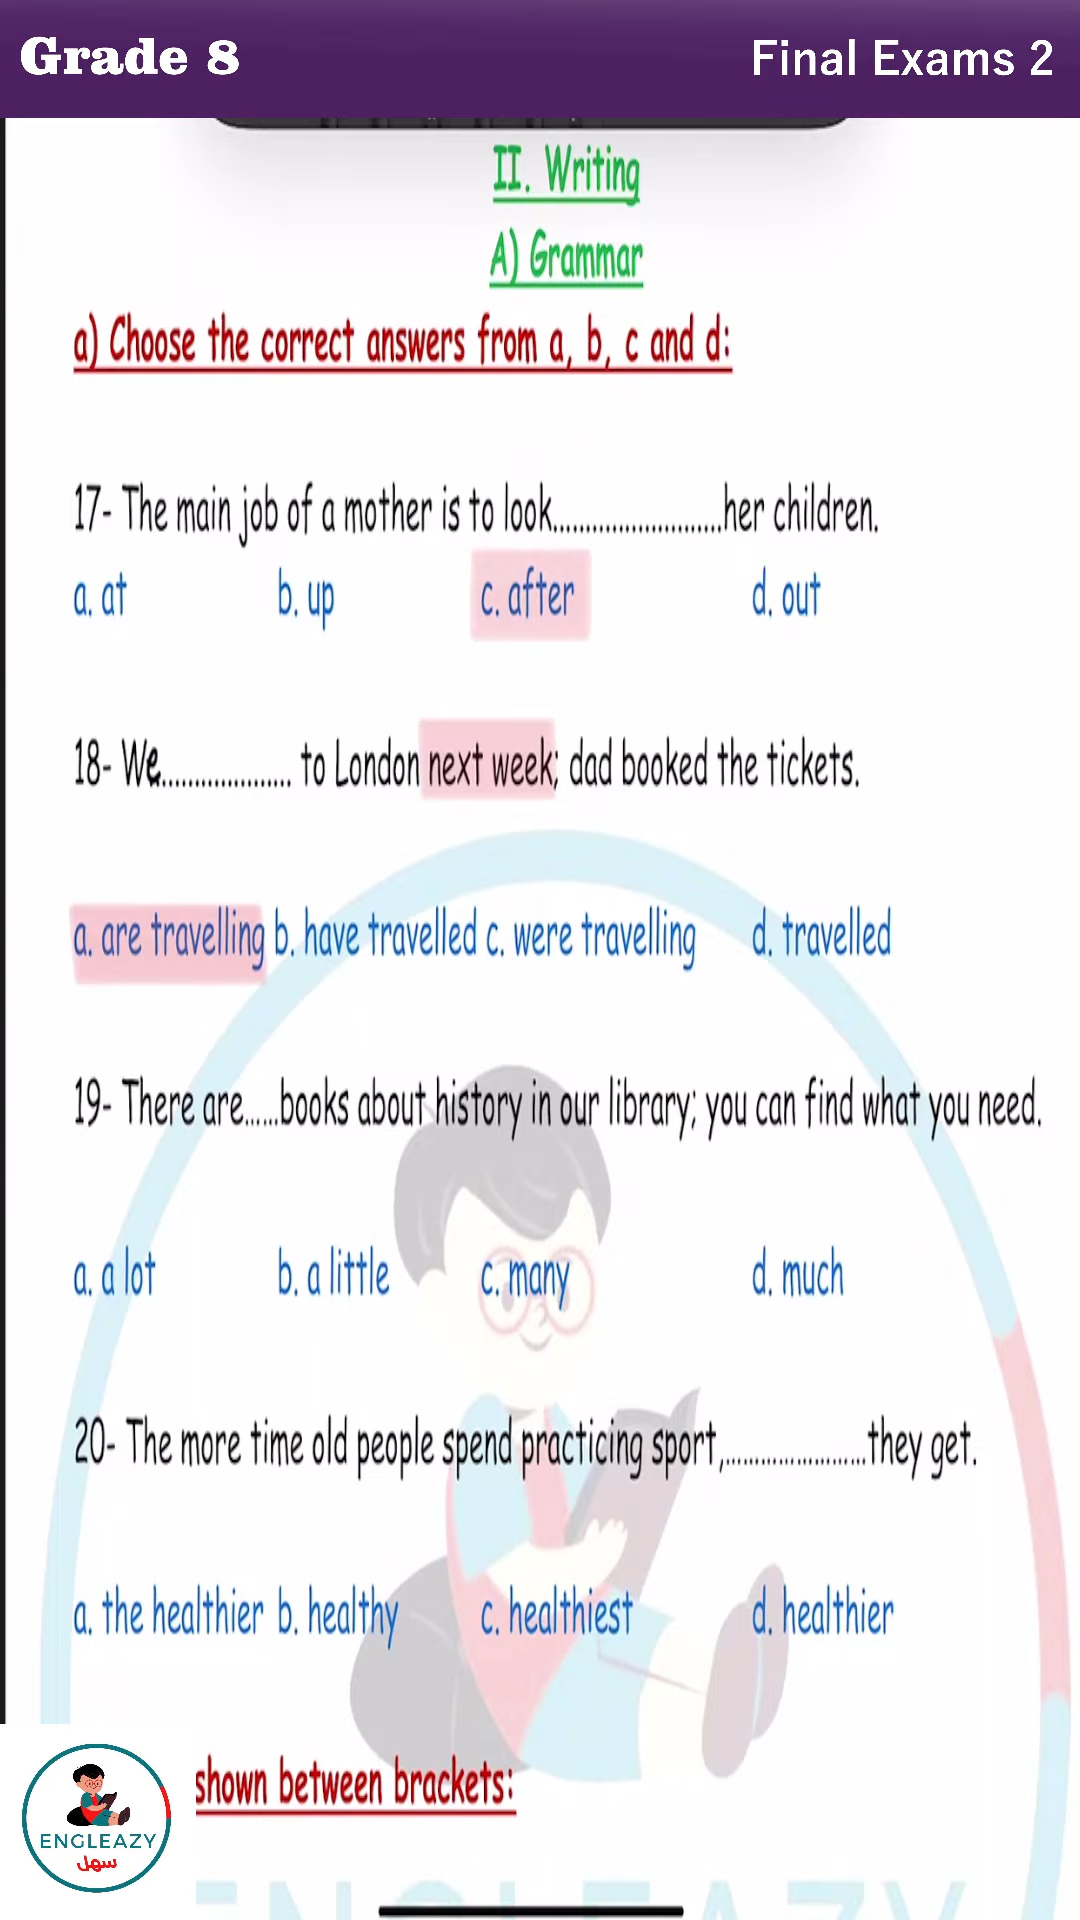 Grade 8 Final Exams 2
II. Writing
A) Grammar
a) Choose the correct answers from a, b, c and d:
17- The main job of a mother is to look..........................her children.
a. at b. up c. after d. out
18- We.................... to London next week; dad booked the tickets.
a. are travelling b. have travelled c. were travelling d. travelled
19- There are......books about history in our library; you can find what you need.
a. a lot b. a little c. many d. much
20- The more time old people spend practicing sport,......................they get.
a. the healthier b. healthy c. healthiest d. healthier
shown between brackets:
ENGLEAZY
سهل
ENGLEAZY